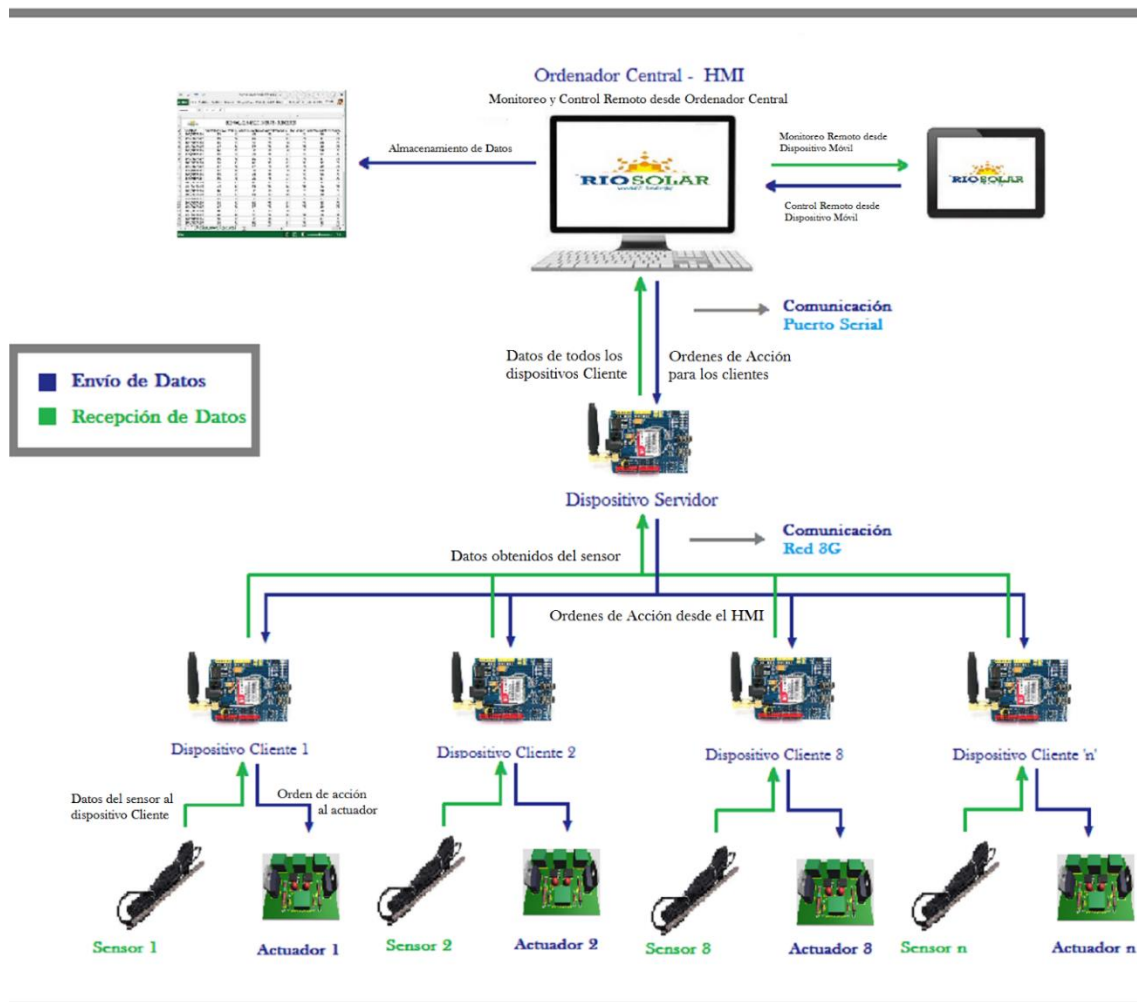 Ordenador Central - HMI
Monitoreo y Control Remoto desde Ordenador Central
Almacenamiento de Datos
RIOSOLAR
Monitoreo Remoto desde
Dispositivo Móvil
Control Remoto desde
Dispositivo Móvil
RIOSOLAR
Comunicación
Puerto Serial
Datos de todos los
dispositivos Cliente
Ordenes de Acción
para los clientes
Envío de Datos
Recepción de Datos
Dispositivo Servidor
Comunicación
Red 3G
Datos obtenidos del sensor
Ordenes de Acción desde el HMI
Dispositivo Cliente 1
Dispositivo Cliente 2
Dispositivo Cliente 3
Dispositivo Cliente 'n'
Datos del sensor al
dispositivo Cliente
Orden de acción
al actuador
Sensor 1
Actuador 1
Sensor 2
Actuador 2
Sensor 3
Actuador 3
Sensor n
Actuador n